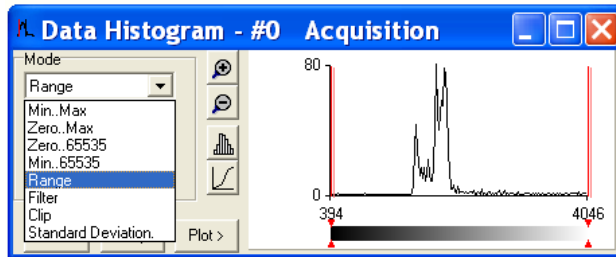 Data Histogram - #0 Acquisition
Mode
Range
Min..Max
Zero..Max
Zero..65535
Min..65535
Range
Filter
Clip
Standard Deviation.
Plot >
80
0
394
4046